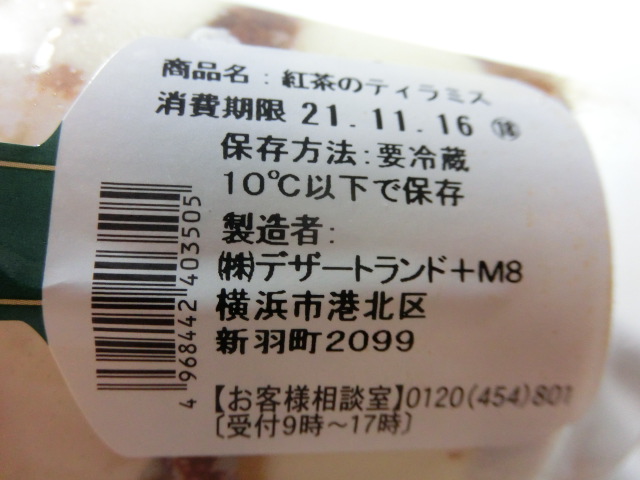 商品名：紅茶のティラミス
消費期限 21.11.16 ⑱
保存方法：要冷蔵
10℃以下で保存
製造者：
㈱デザートランド＋M8
横浜市港北区
新羽町2099
【お客様相談室】0120(454)801
〔受付9時～17時〕
4 968442 403505